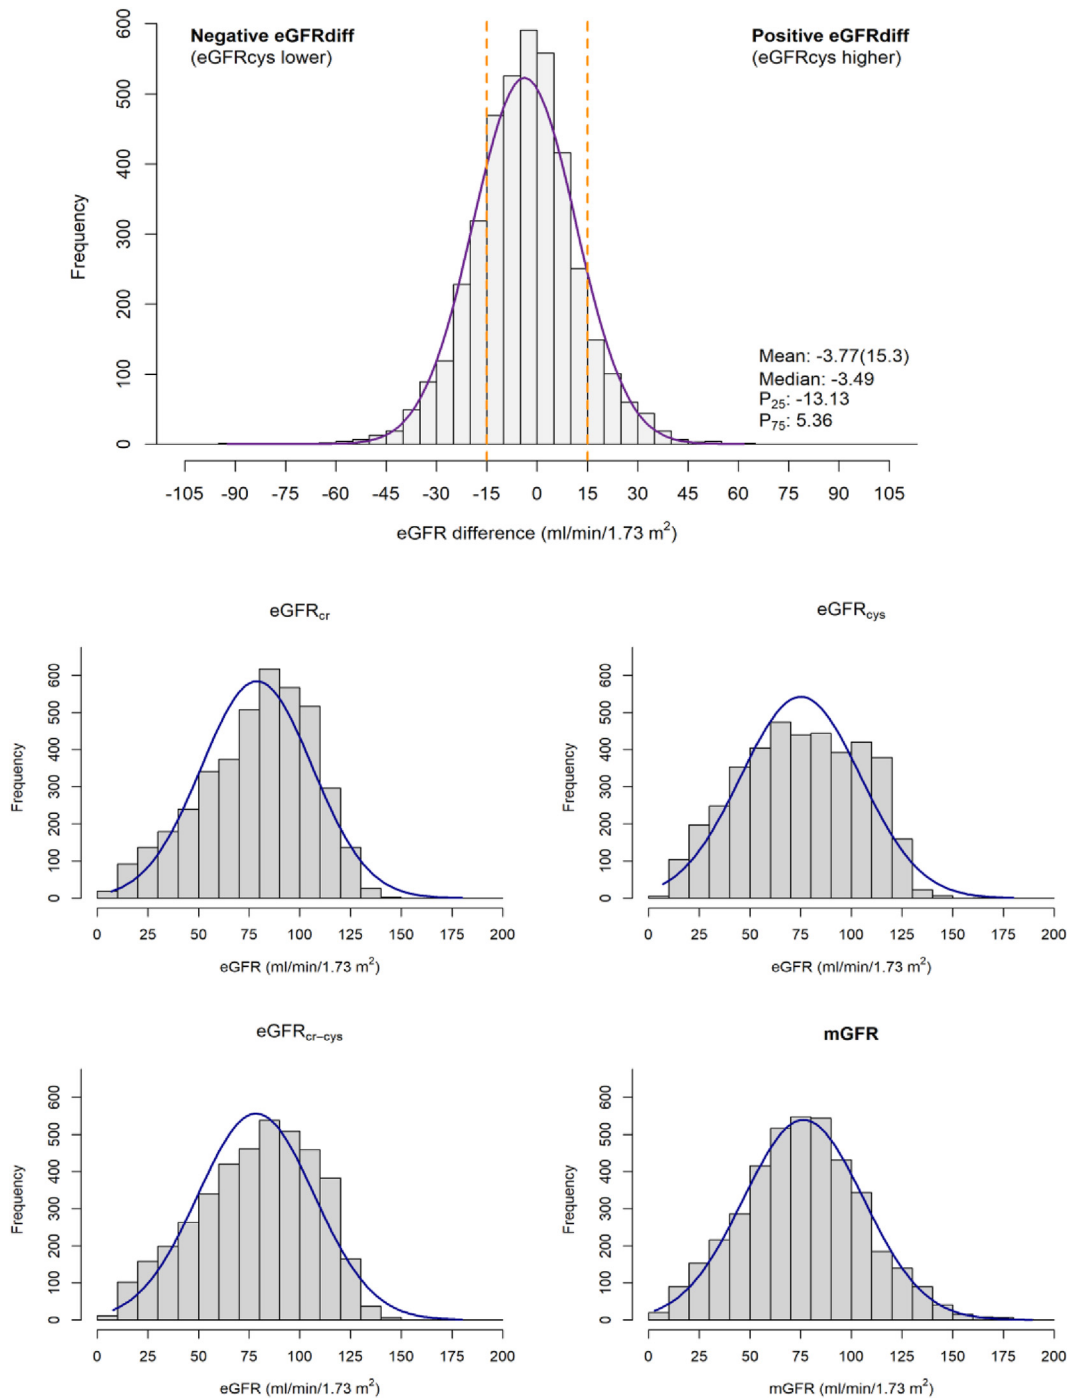 Negative eGFRdiff
(eGFRcys lower)
Positive eGFRdiff
(eGFRcys higher)
600
500
400
300
200
100
0
Frequency
Mean: -3.77(15.3)
Median: -3.49
P25: -13.13
P75: 5.36
-105 -90 -75 -60 -45 -30 -15 0 15 30 45 60 75 90 105
eGFR difference (ml/min/1.73 m²)
eGFRcr
600
500
400
300
200
100
0
Frequency
0 25 50 75 100 125 150 175 200
eGFR (ml/min/1.73 m²)
eGFRcys
600
500
400
300
200
100
0
Frequency
0 25 50 75 100 125 150 175 200
eGFR (ml/min/1.73 m²)
eGFRcr–cys
600
500
400
300
200
100
0
Frequency
0 25 50 75 100 125 150 175 200
eGFR (ml/min/1.73 m²)
mGFR
600
500
400
300
200
100
0
Frequency
0 25 50 75 100 125 150 175 200
mGFR (ml/min/1.73 m²)